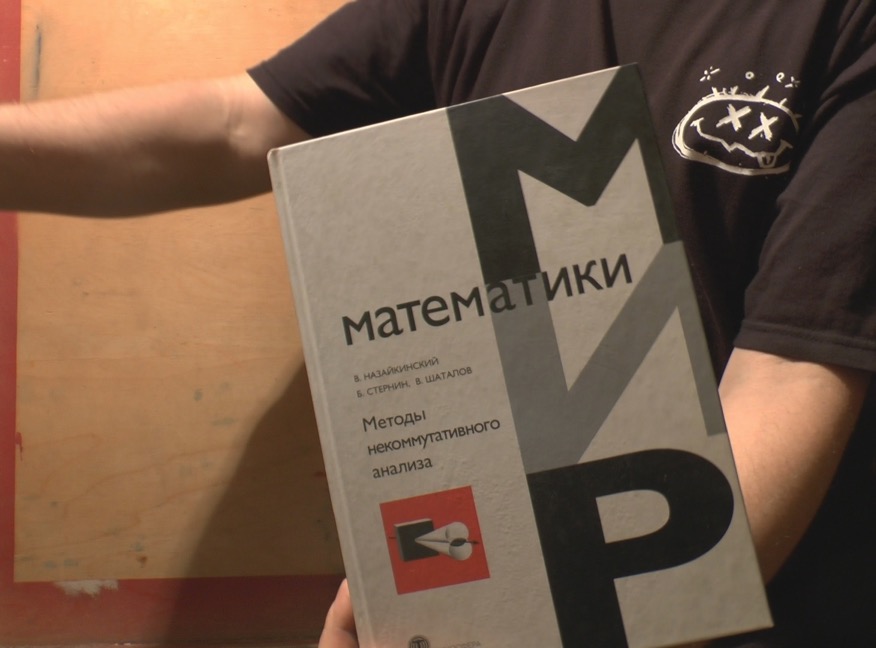 МИР
математики
В. НАЗАЙКИНСКИЙ
Б. СТЕРНИН, В. ШАТАЛОВ
Методы
некоммутативного
анализа